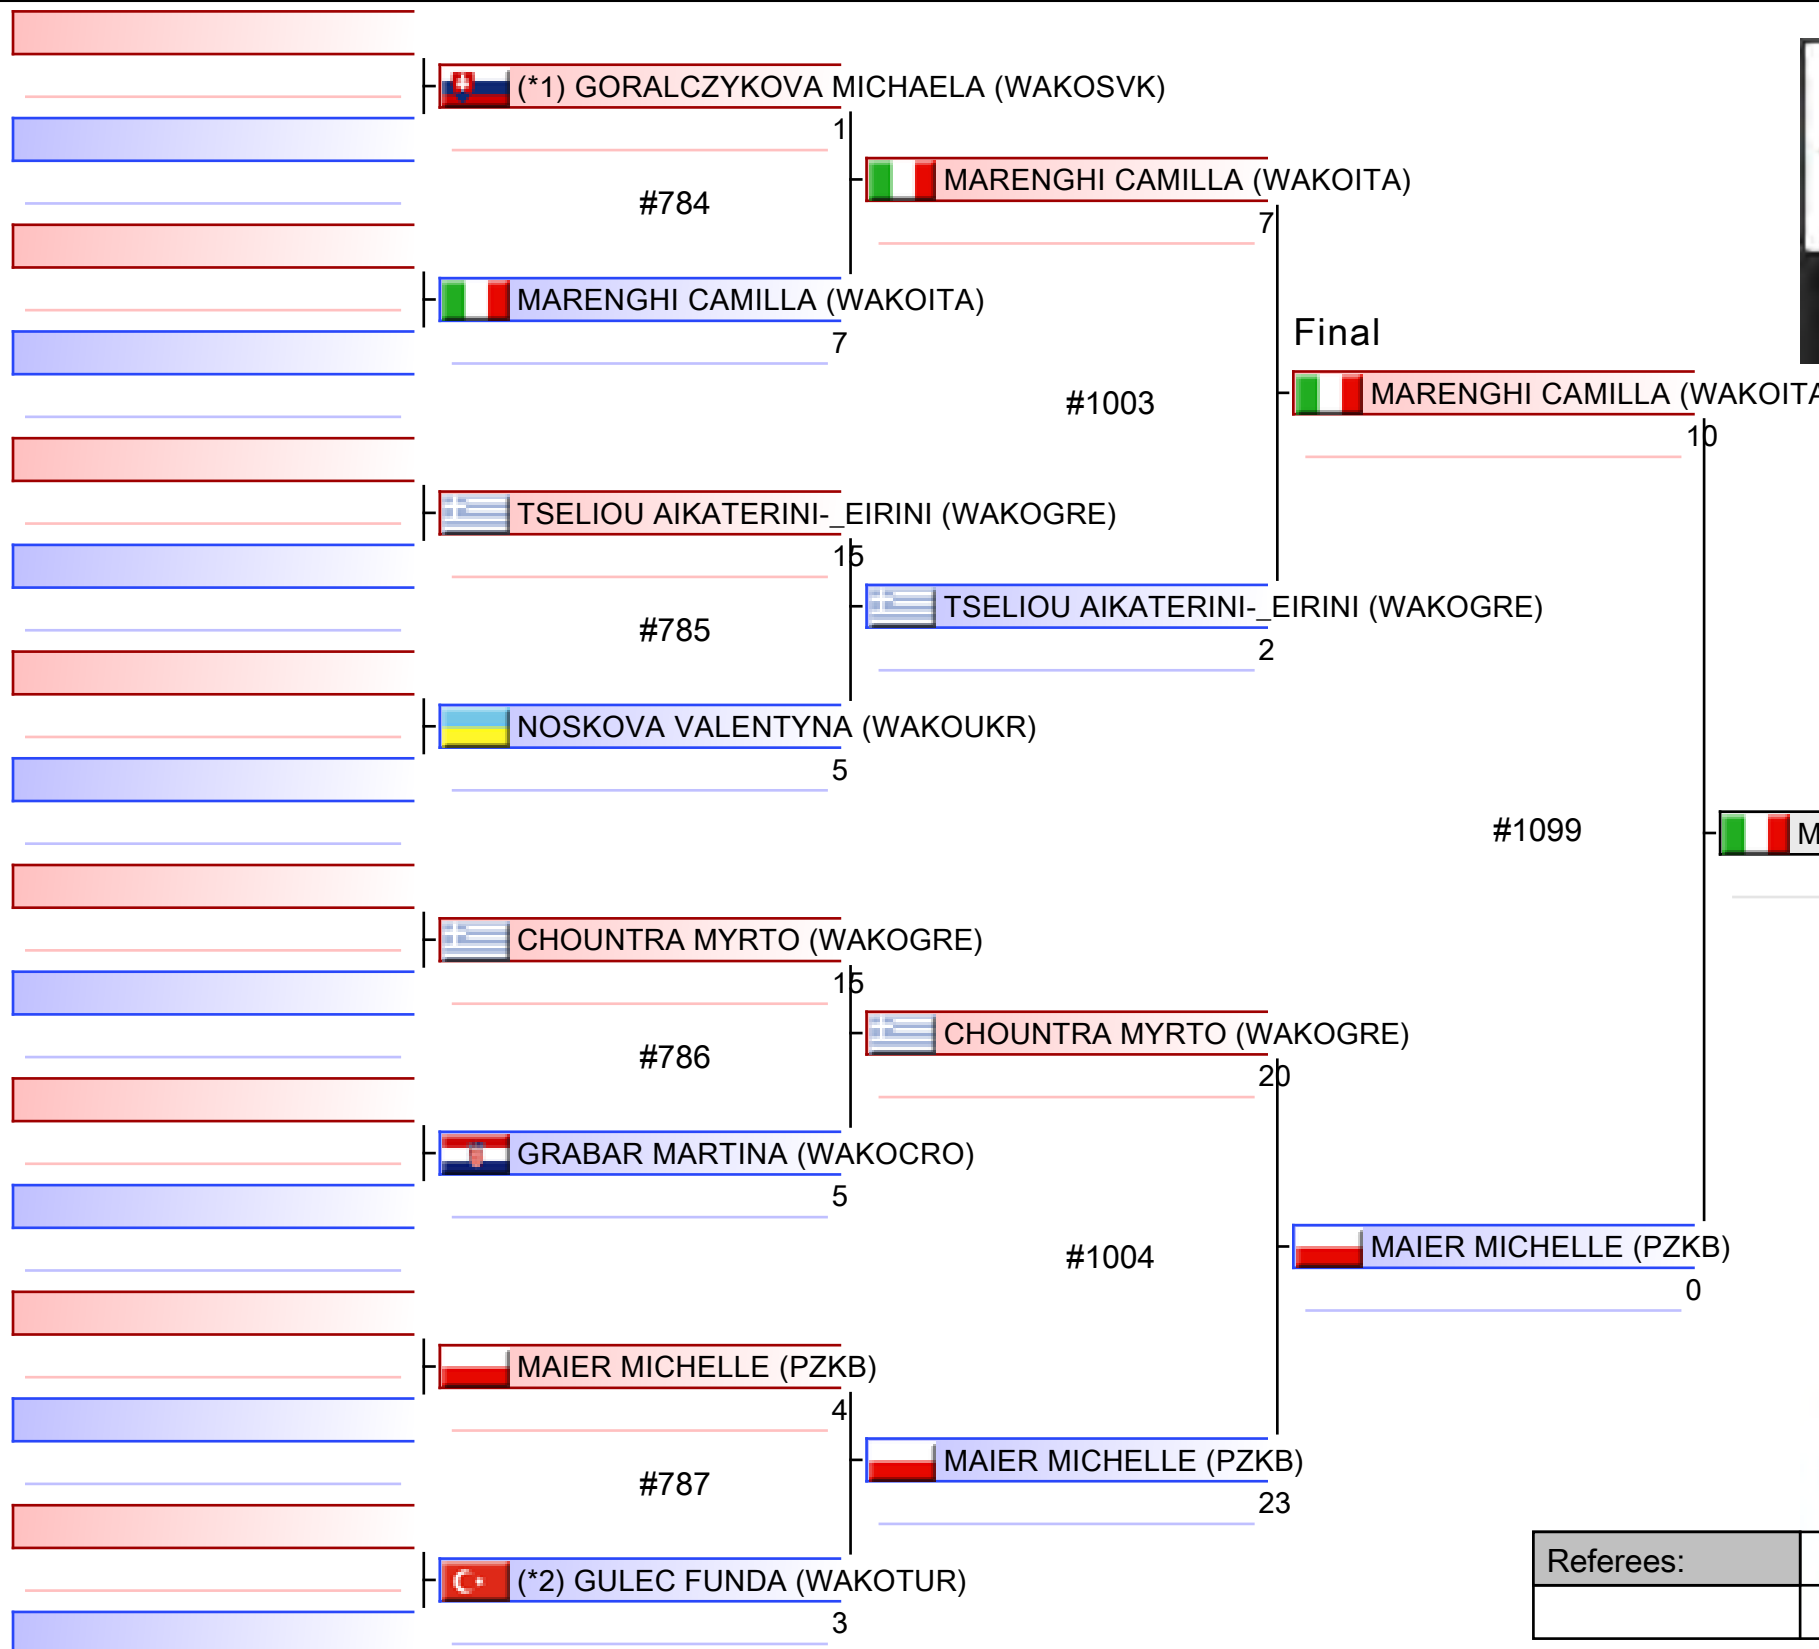 (*1) GORALCZYKOVA MICHAELA (WAKOSVK)
1
#784
MARENGHI CAMILLA (WAKOITA)
7
TSELIOU AIKATERINI-_EIRINI (WAKOGRE)
15
#785
NOSKOVA VALENTYNA (WAKOUKR)
5
CHOUNTRA MYRTO (WAKOGRE)
15
#786
GRABAR MARTINA (WAKOCRO)
5
MAIER MICHELLE (PZKB)
4
#787
(*2) GULEC FUNDA (WAKOTUR)
3
MARENGHI CAMILLA (WAKOITA)
7
#1003
TSELIOU AIKATERINI-_EIRINI (WAKOGRE)
2
CHOUNTRA MYRTO (WAKOGRE)
20
#1004
MAIER MICHELLE (PZKB)
23
Final
MARENGHI CAMILLA (WAKOITA
10
#1099
MAIER MICHELLE (PZKB)
0
M
Referees: